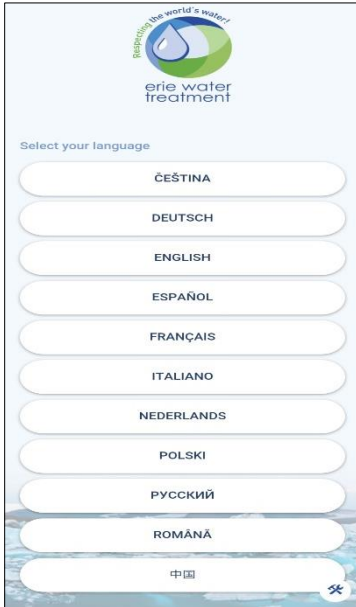 Respecting the world's water!
erie water
treatment
Select your language
ČEŠTINA
DEUTSCH
ENGLISH
ESPAÑOL
FRANÇAIS
ITALIANO
NEDERLANDS
POLSKI
РУССКИЙ
ROMÂNĂ
中国